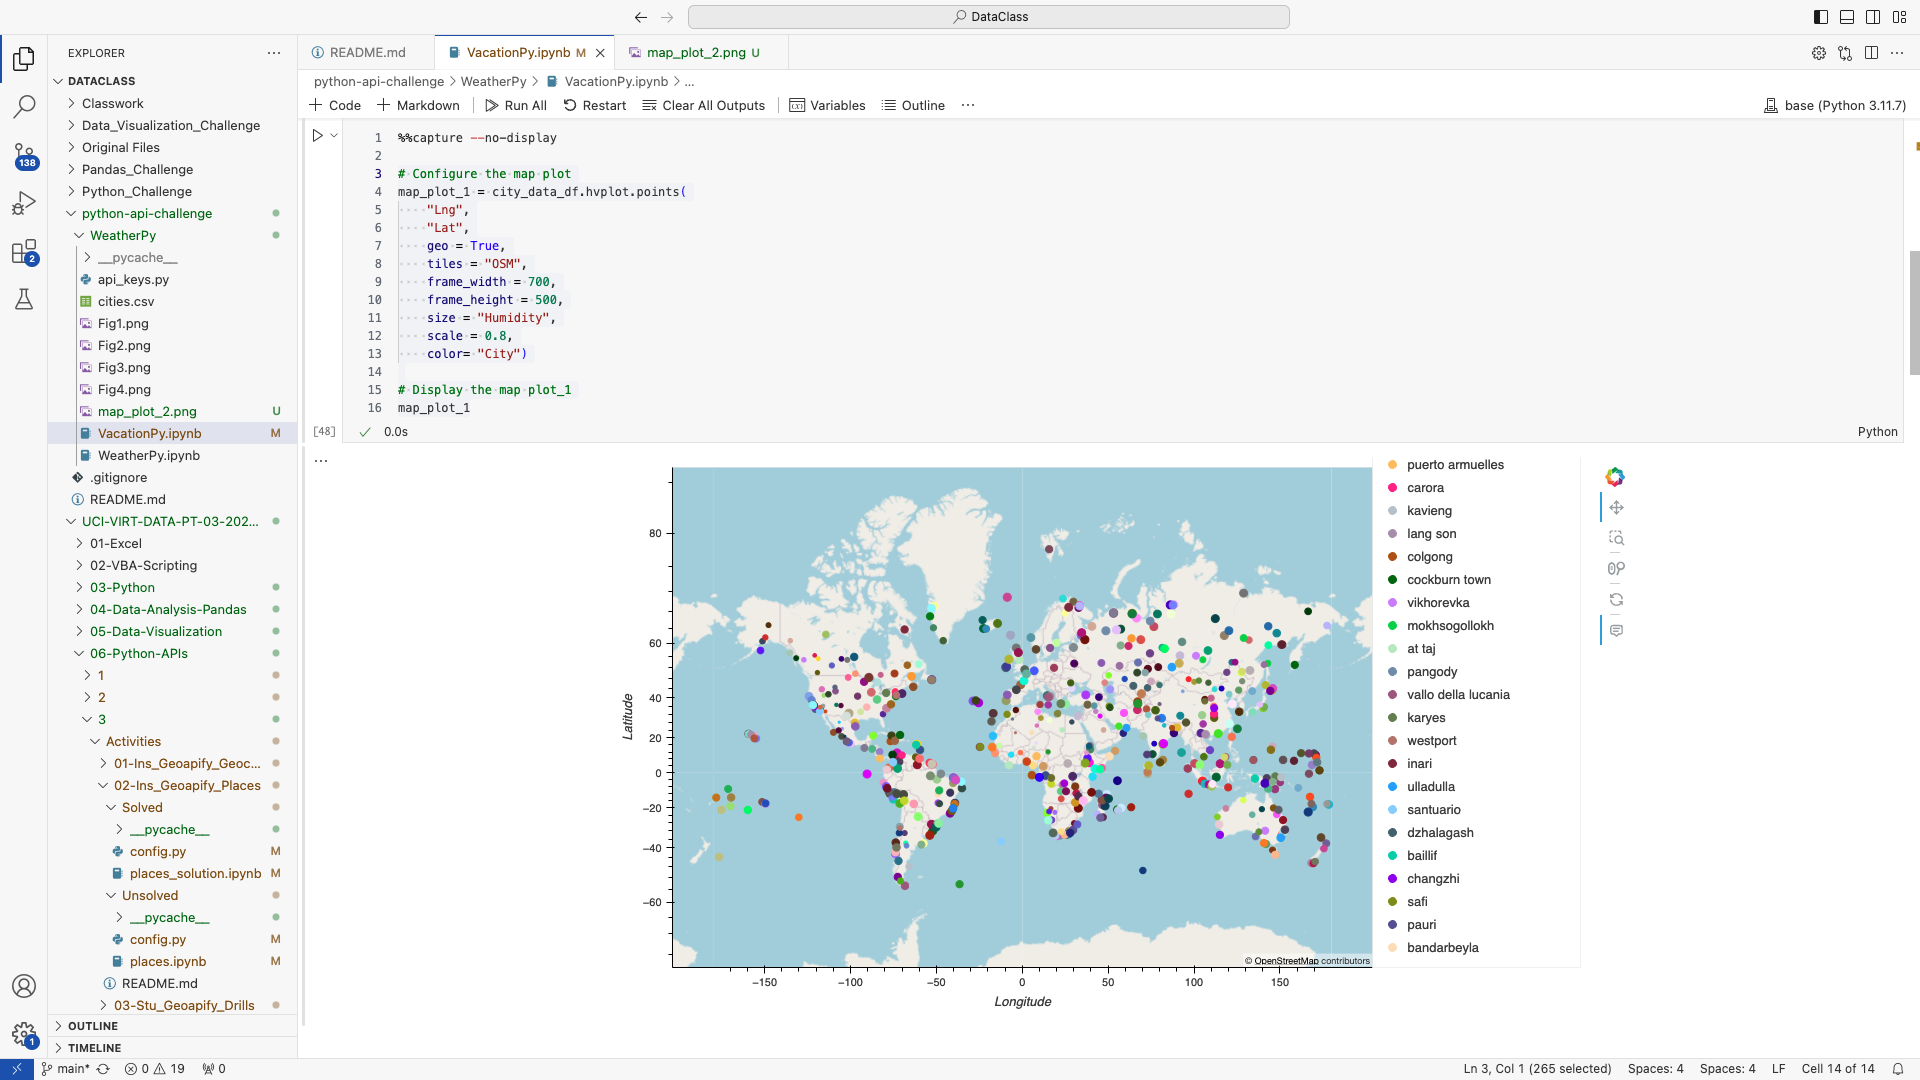 DataClass
EXPLORER
DATACLASS
Classwork
Data_Visualization_Challenge
Original Files
Pandas_Challenge
Python_Challenge
python-api-challenge
WeatherPy
__pycache__
api_keys.py
cities.csv
Fig1.png
Fig2.png
Fig3.png
Fig4.png
map_plot_2.png U
VacationPy.ipynb M
WeatherPy.ipynb
.gitignore
README.md
UCI-VIRT-DATA-PT-03-202...
01-Excel
02-VBA-Scripting
03-Python
04-Data-Analysis-Pandas
05-Data-Visualization
06-Python-APIs
1
2
3
Activities
01-Ins_Geoapify_Geoc...
02-Ins_Geoapify_Places
Solved
__pycache__
config.py M
places_solution.ipynb M
Unsolved
__pycache__
config.py M
places.ipynb M
README.md
03-Stu_Geoapify_Drills
OUTLINE
TIMELINE
138
2
1
README.md
VacationPy.ipynb M
map_plot_2.png U
python-api-challenge > WeatherPy > VacationPy.ipynb > ...
Code Markdown Run All Restart Clear All Outputs Variables Outline ...
base (Python 3.11.7)
1 %%capture --no-display
2
3 # Configure the map plot
4 map_plot_1 = city_data_df.hvplot.points(
5 "Lng",
6 "Lat",
7 geo = True,
8 tiles = "OSM",
9 frame_width = 700,
10 frame_height = 500,
11 size = "Humidity",
12 scale = 0.8,
13 color= "City")
14
15 # Display the map plot_1
16 map_plot_1
[48] 0.0s Python
...
Latitude
80
60
40
20
0
−20
−40
−60
−150 −100 −50 0 50 100 150
Longitude
© OpenStreetMap contributors
puerto armuelles
carora
kavieng
lang son
colgong
cockburn town
vikhorevka
mokhsogollokh
at taj
pangody
vallo della lucania
karyes
westport
inari
ulladulla
santuario
dzhalagash
baillif
changzhi
safi
pauri
bandarbeyla
main* 0 19 0
Ln 3, Col 1 (265 selected) Spaces: 4 Spaces: 4 LF Cell 14 of 14